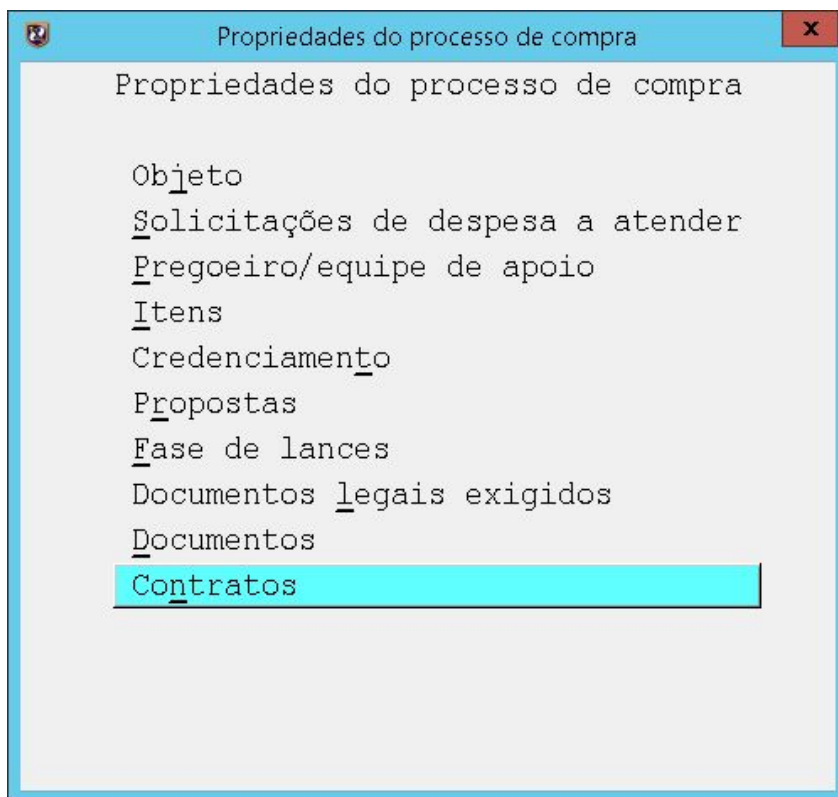 Propriedades do processo de compra
x
Propriedades do processo de compra
Objeto
Solicitações de despesa a atender
Pregoeiro/equipe de apoio
Itens
Credenciamento
Propostas
Fase de lances
Documentos legais exigidos
Documentos
Contratos